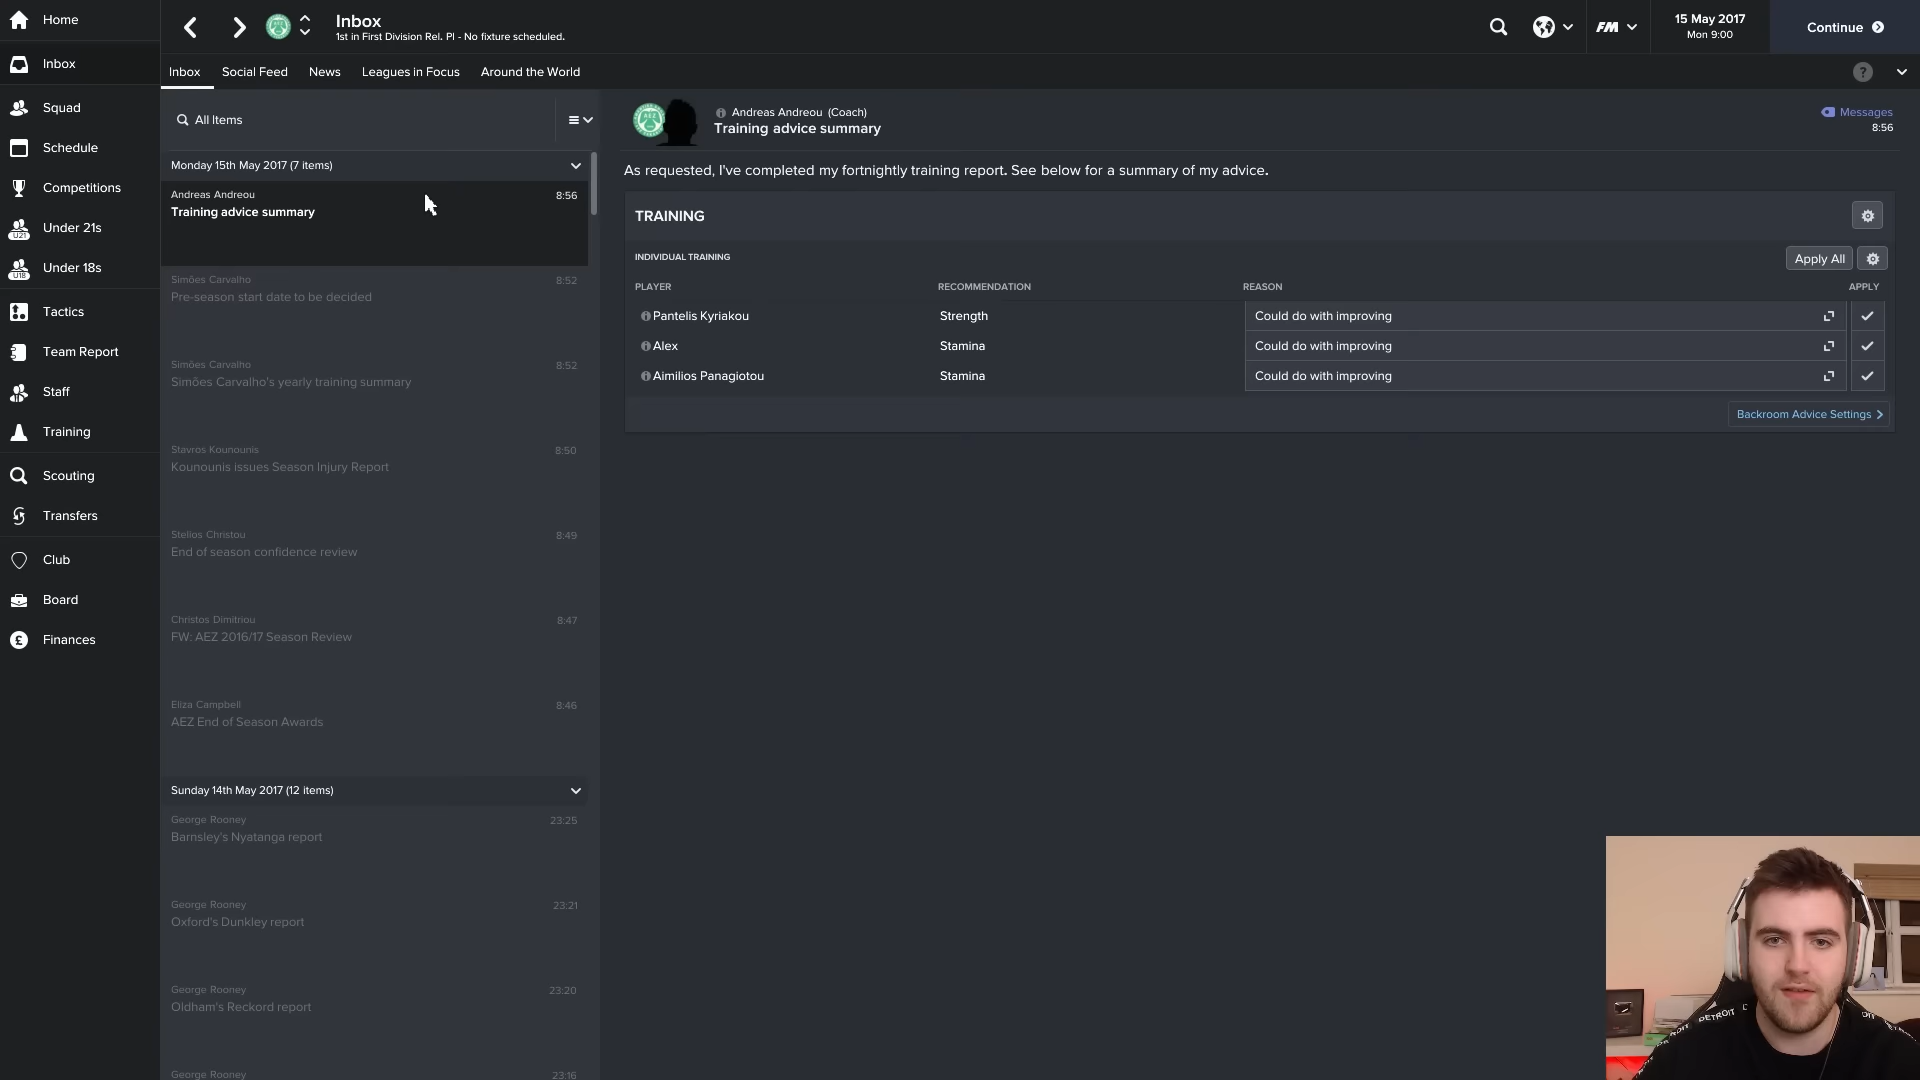 Home
Inbox
Squad
Schedule
Competitions
Under 21s
Under 18s
Tactics
Team Report
Staff
Training
Scouting
Transfers
Club
Board
Finances
Inbox
1st in First Division Rel. Pl - No fixture scheduled.
FM
15 May 2017
Mon 9:00
Continue
Inbox Social Feed News Leagues in Focus Around the World
All Items
Monday 15th May 2017 (7 items)
Andreas Andreou 8:56
Training advice summary
Simões Carvalho 8:52
Pre-season start date to be decided
Simões Carvalho 8:52
Simões Carvalho's yearly training summary
Stavros Kounounis 8:50
Kounounis issues Season Injury Report
Stelios Christou 8:49
End of season confidence review
Christos Dimitriou 8:47
FW: AEZ 2016/17 Season Review
Eliza Campbell 8:46
AEZ End of Season Awards
Sunday 14th May 2017 (12 items)
George Rooney 23:25
Barnsley's Nyatanga report
George Rooney 23:21
Oxford's Dunkley report
George Rooney 23:20
Oldham's Reckord report
George Rooney 23:16
Andreas Andreou (Coach)
Training advice summary
Messages
8:56
As requested, I've completed my fortnightly training report. See below for a summary of my advice.
TRAINING
INDIVIDUAL TRAINING
Apply All
PLAYER RECOMMENDATION REASON APPLY
Pantelis Kyriakou Strength Could do with improving
Alex Stamina Could do with improving
Aimilios Panagiotou Stamina Could do with improving
Backroom Advice Settings
PETROIT